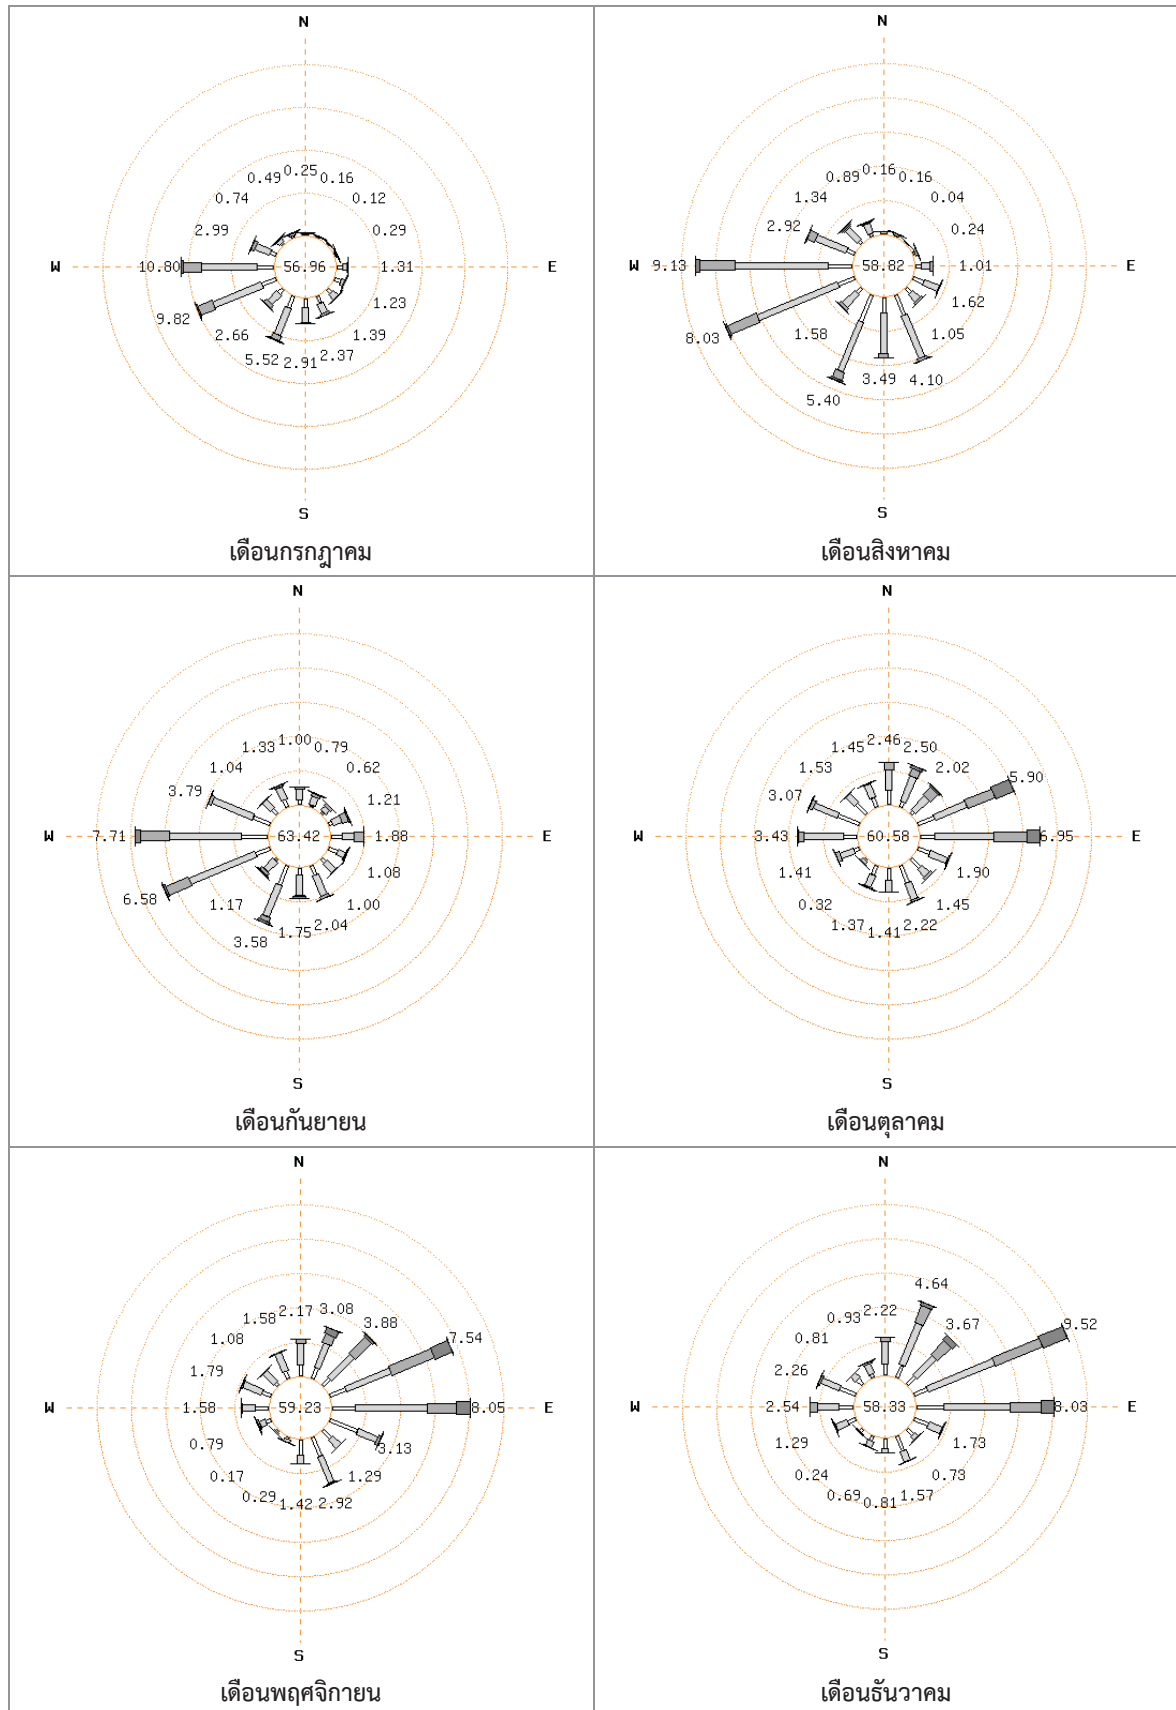 N
0.49 0.25 0.16
0.74 0.12
2.99 0.29
W 10.80 56.96 1.31 E
9.82 1.23
2.66 1.39
5.52 2.91 2.37
S
เดือนกรกฎาคม
N
0.89 0.16 0.16
1.34 0.04
2.92 0.24
W 9.13 58.82 1.01 E
8.03 1.62
1.58 1.05
5.40 3.49 4.10
S
เดือนสิงหาคม
N
1.33 1.00 0.79
1.04 0.62
3.79 1.21
W 7.71 63.42 1.88 E
6.58 1.08
1.17 1.00
3.58 1.75 2.04
S
เดือนกันยายน
N
1.45 2.46 2.50
1.53 2.02
3.07 5.90
W 3.43 60.58 6.95 E
1.41 1.90
0.32 1.45
1.37 1.41 2.22
S
เดือนตุลาคม
N
1.58 2.17 3.08
1.08 3.88
1.79 7.54
W 1.58 59.23 8.05 E
0.79 3.13
0.17 1.29
0.29 1.42 2.92
S
เดือนพฤศจิกายน
N
0.93 2.22 4.64
0.81 3.67
2.26 9.52
W 2.54 58.33 8.03 E
1.29 1.73
0.24 0.73
0.69 0.81 1.57
S
เดือนธันวาคม